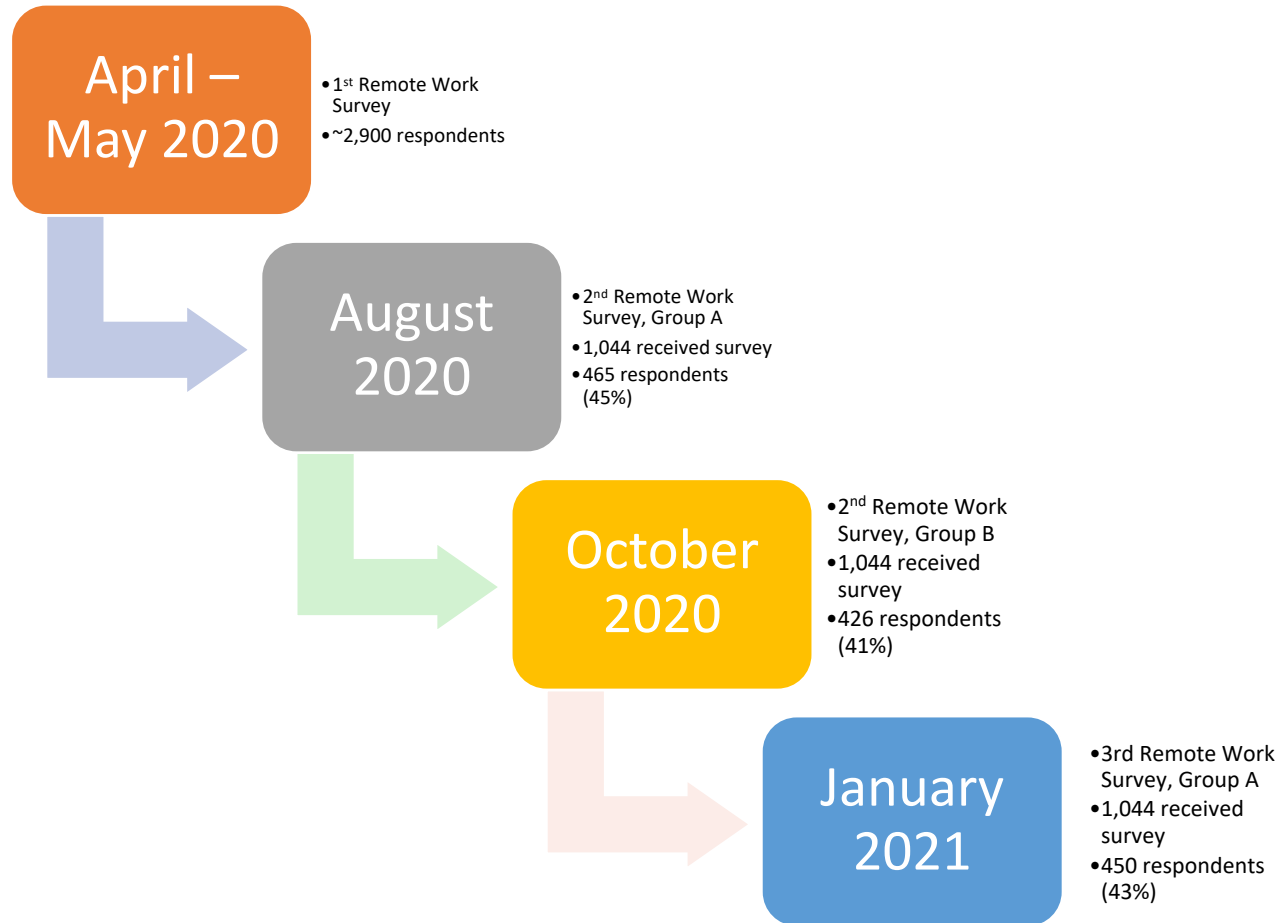 April –
May 2020
•1st Remote Work
Survey
•~2,900 respondents
August
2020
•2nd Remote Work
Survey, Group A
•1,044 received survey
•465 respondents
(45%)
October
2020
•2nd Remote Work
Survey, Group B
•1,044 received
survey
•426 respondents
(41%)
January
2021
•3rd Remote Work
Survey, Group A
•1,044 received
survey
•450 respondents
(43%)